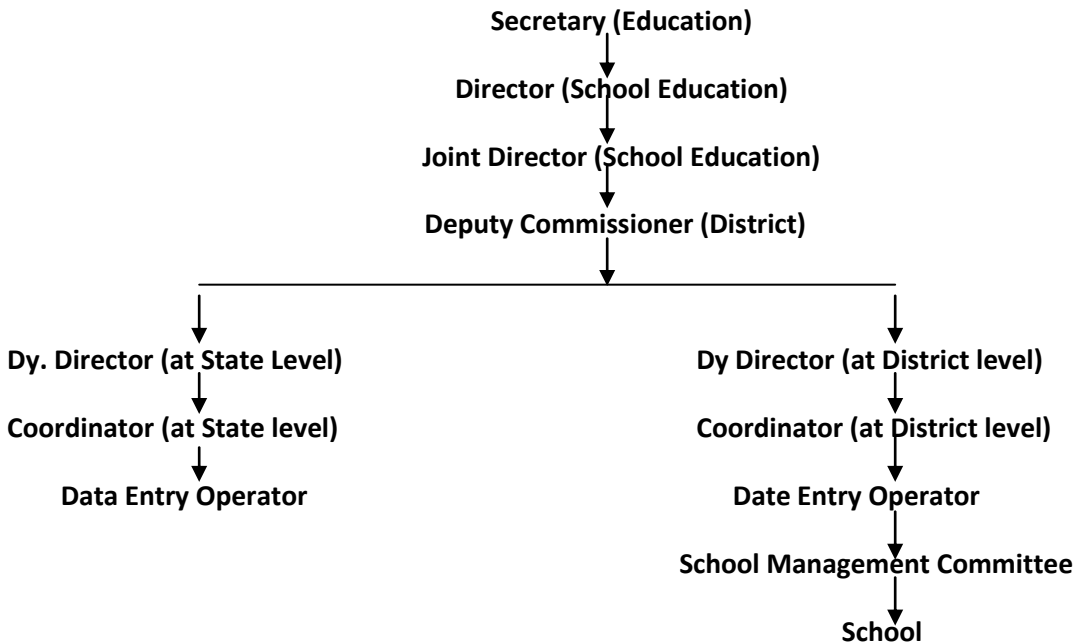 Secretary (Education)
Director (School Education)
Joint Director (School Education)
Deputy Commissioner (District)
Dy. Director (at State Level)
Dy Director (at District level)
Coordinator (at State level)
Coordinator (at District level)
Data Entry Operator
Date Entry Operator
School Management Committee
School